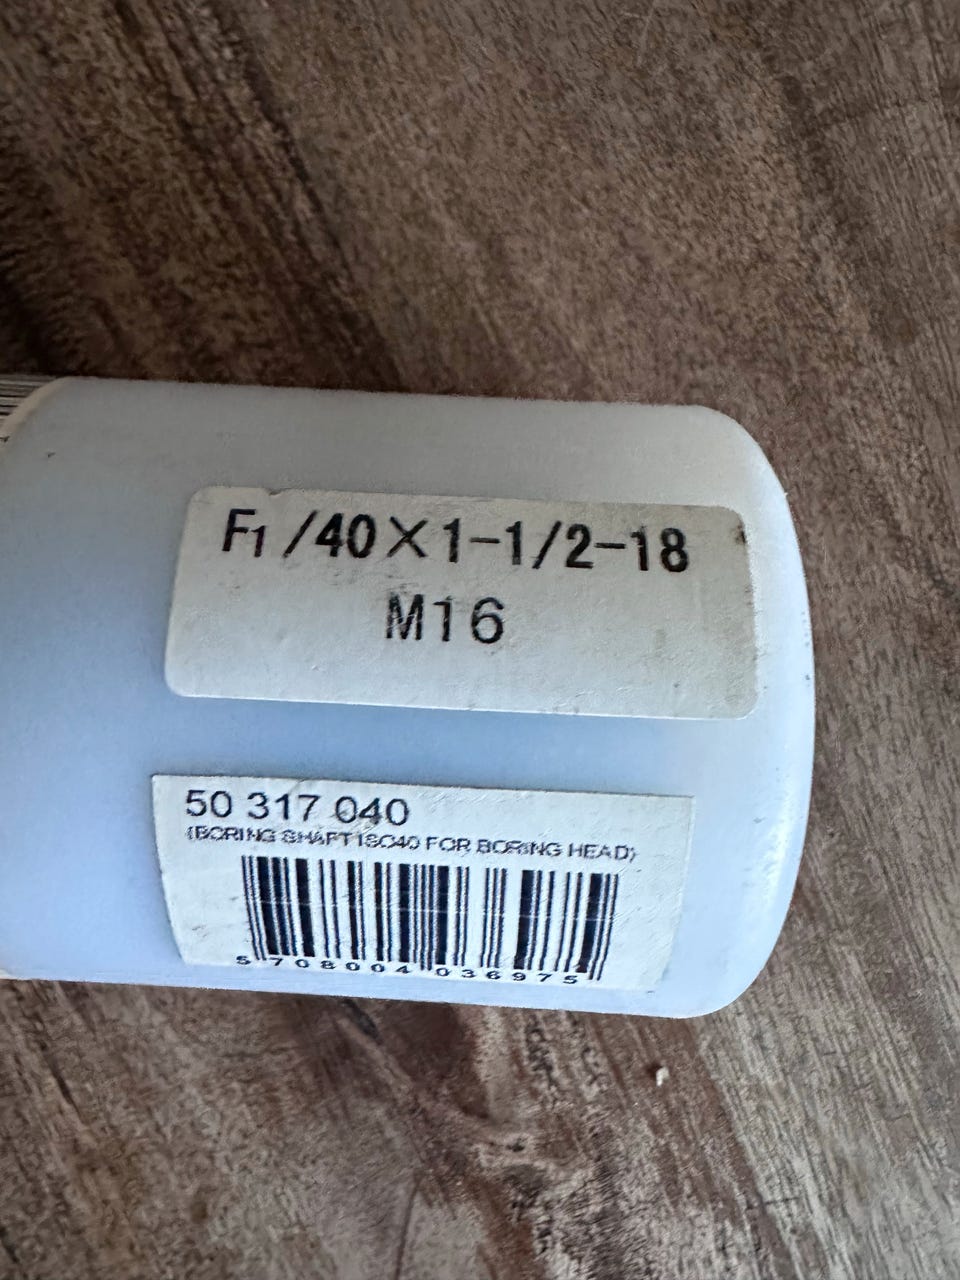 F1/40×1-1/2-18
M16
50 317 040
(BORING SHAFT ISO40 FOR BORING HEAD)
5 708004 036975